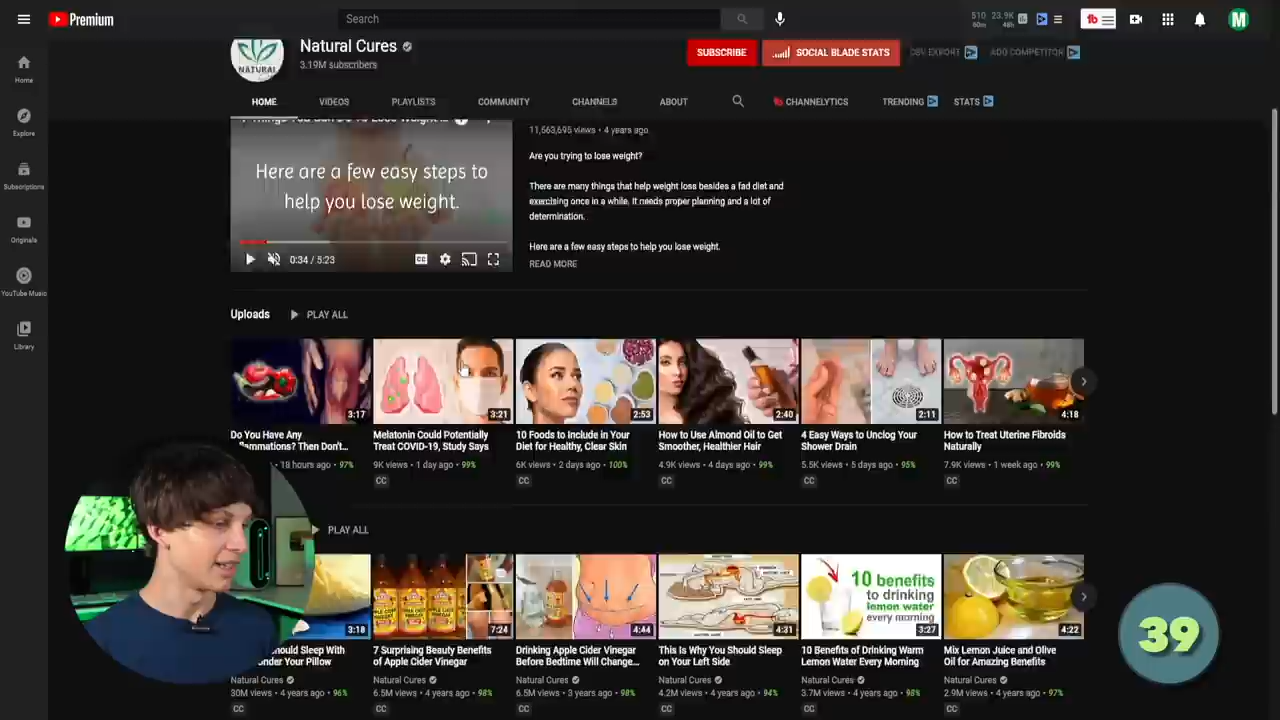 Premium
Search
510
60m
23.9K
48h
tb
M
Natural Cures
3.19M subscribers
NATURAL
SUBSCRIBE
SOCIAL BLADE STATS
CSV EXPORT
ADD COMPETITOR
HOME
VIDEOS
PLAYLISTS
COMMUNITY
CHANNELS
ABOUT
CHANNELYTICS
TRENDING
STATS
Home
Explore
Subscriptions
Originals
YouTube Music
Library
Here are a few easy steps to
help you lose weight.
0:34 / 5:23
CC
11,563,695 views • 4 years ago
Are you trying to lose weight?
There are many things that help weight loss besides a fad diet and
exercising once in a while. It needs proper planning and a lot of
determination.
Here are a few easy steps to help you lose weight.
READ MORE
Uploads
PLAY ALL
3:17
3:21
2:53
2:40
2:11
4:18
Do You Have Any
flammations? Then Don't...
18 hours ago • 97%
Melatonin Could Potentially
Treat COVID-19, Study Says
9K views • 1 day ago • 99%
CC
10 Foods to Include in Your
Diet for Healthy, Clear Skin
6K views • 2 days ago • 100%
CC
How to Use Almond Oil to Get
Smoother, Healthier Hair
4.9K views • 4 days ago • 99%
CC
4 Easy Ways to Unclog Your
Shower Drain
5.5K views • 5 days ago • 95%
CC
How to Treat Uterine Fibroids
Naturally
7.9K views • 1 week ago • 99%
CC
PLAY ALL
3:18
7:24
4:44
4:31
10 benefits
to drinking
lemon water
every morning
3:27
4:22
hould Sleep With
nder Your Pillow
Natural Cures
30M views • 4 years ago • 96%
CC
7 Surprising Beauty Benefits
of Apple Cider Vinegar
Natural Cures
6.5M views • 4 years ago • 98%
CC
Drinking Apple Cider Vinegar
Before Bedtime Will Change...
Natural Cures
6.5M views • 3 years ago • 98%
CC
This Is Why You Should Sleep
on Your Left Side
Natural Cures
4.2M views • 4 years ago • 94%
CC
10 Benefits of Drinking Warm
Lemon Water Every Morning
Natural Cures
3.7M views • 4 years ago • 98%
CC
Mix Lemon Juice and Olive
Oil for Amazing Benefits
Natural Cures
2.9M views • 4 years ago • 97%
CC
39